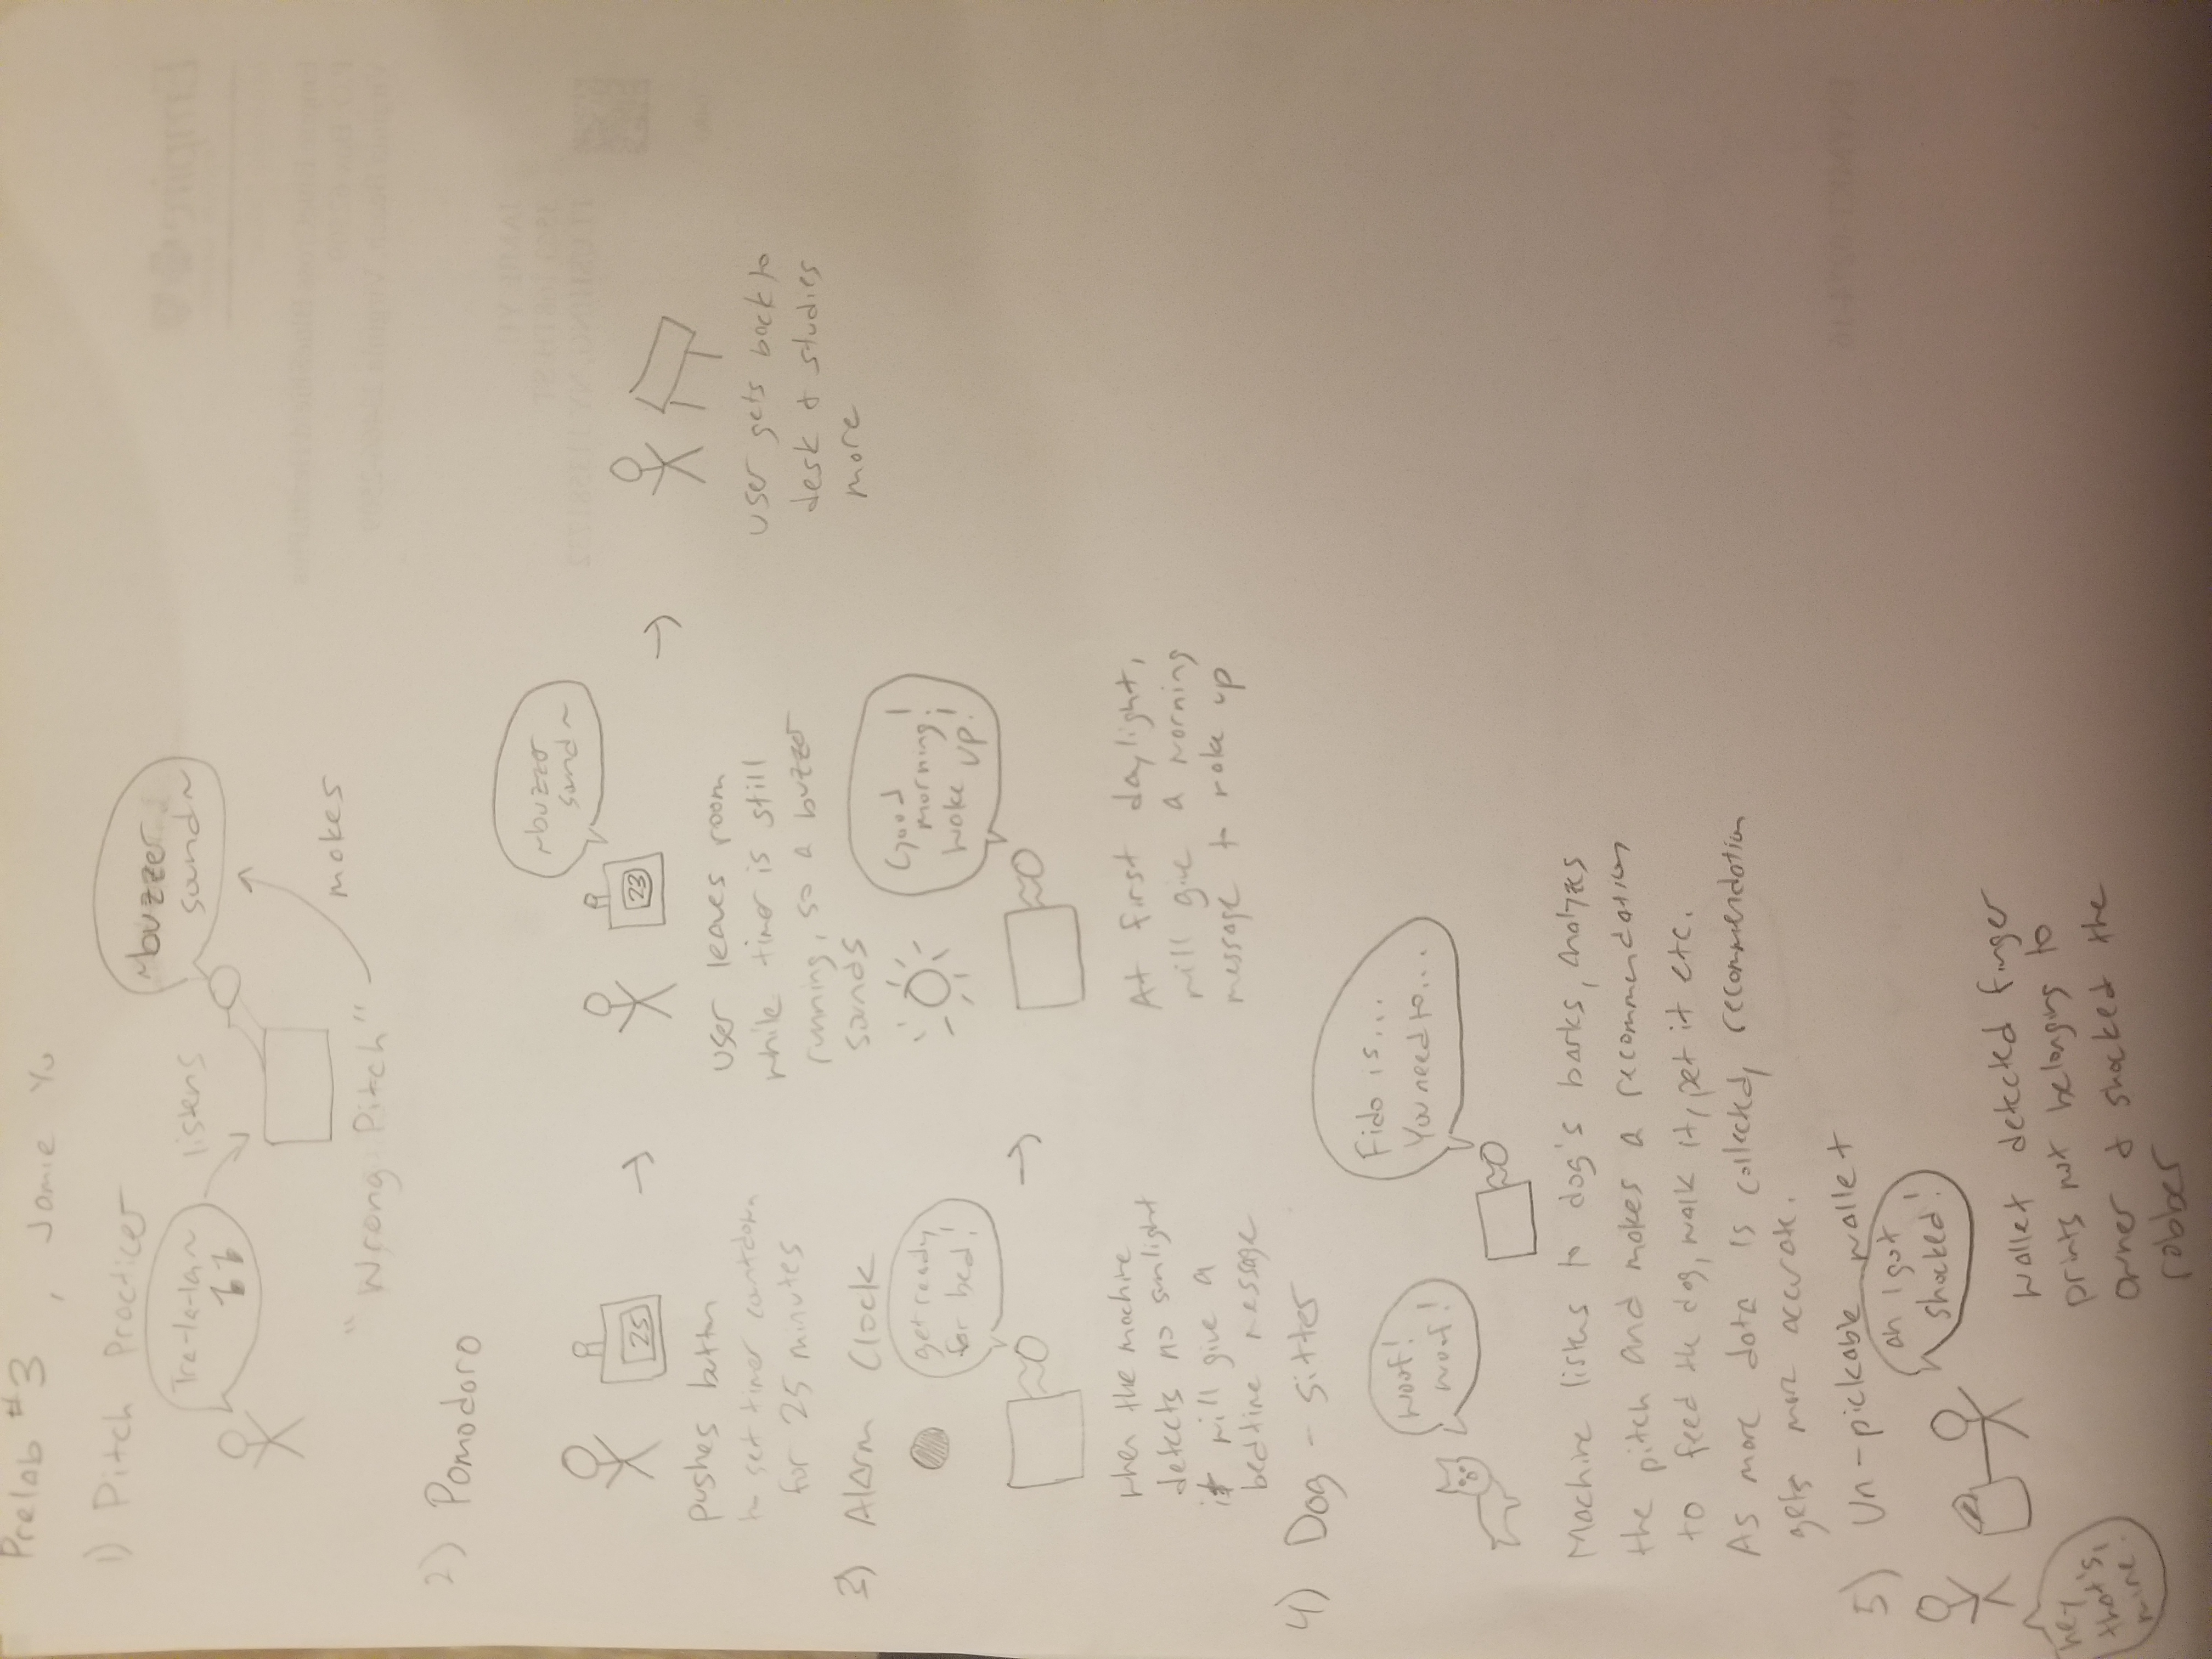 Prelab #3, Jamie Yu
1) Pitch Practicer
Tra-la-la~
listens
~buzzer
sound~
"Wrong Pitch"
makes
2) Pomodoro
25
pushes button
to set timer countdown
for 25 minutes
~buzzer
sound~
23
user leaves room
while timer is still
running, so a buzzer
sounds
user gets back to
desk & studies
more
3) Alarm Clock
get ready
for bed!
when the machine
detects no sunlight
it will give a
bedtime message
Good
morning!
Wake up!
At first daylight,
will give a morning
message to wake up
4) Dog-sitter
woof!
woof!
Fido is...
You need to...
Machine listens to dog's barks, analyzes
the pitch and makes a recommendation
to feed the dog, walk it, pet it etc.
As more data is collected, recommendation
gets more accurate.
5) Un-pickable wallet
ah I got
shocked!
hey
that's
mine!
wallet detected finger
prints not belonging to
owner & shocked the
robber